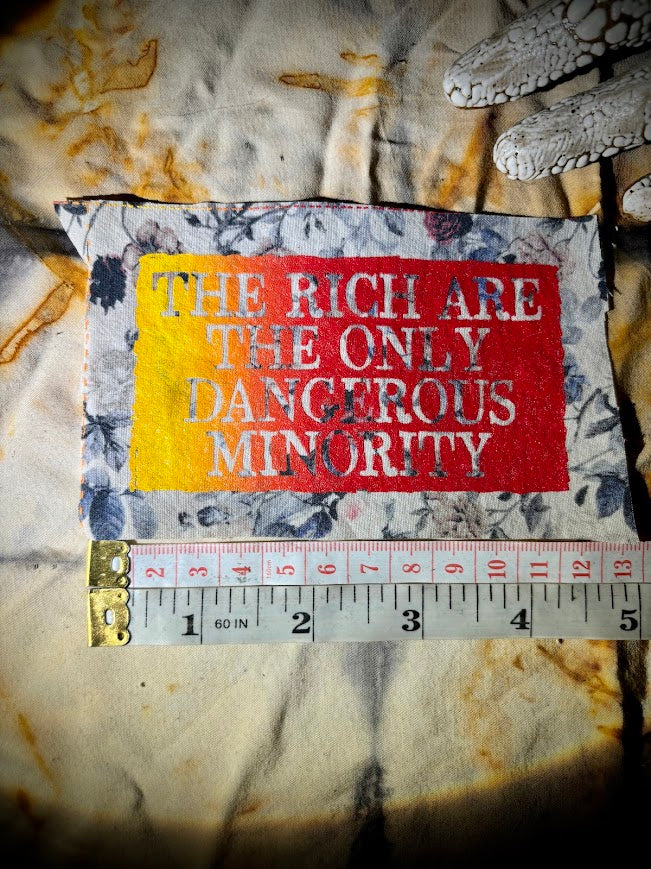 THE RICH ARE
THE ONLY
DANGEROUS
MINORITY
2 3 4 150cm 5 6 7 8 9 10 11 12 13
1 60 IN 2 3 4 5